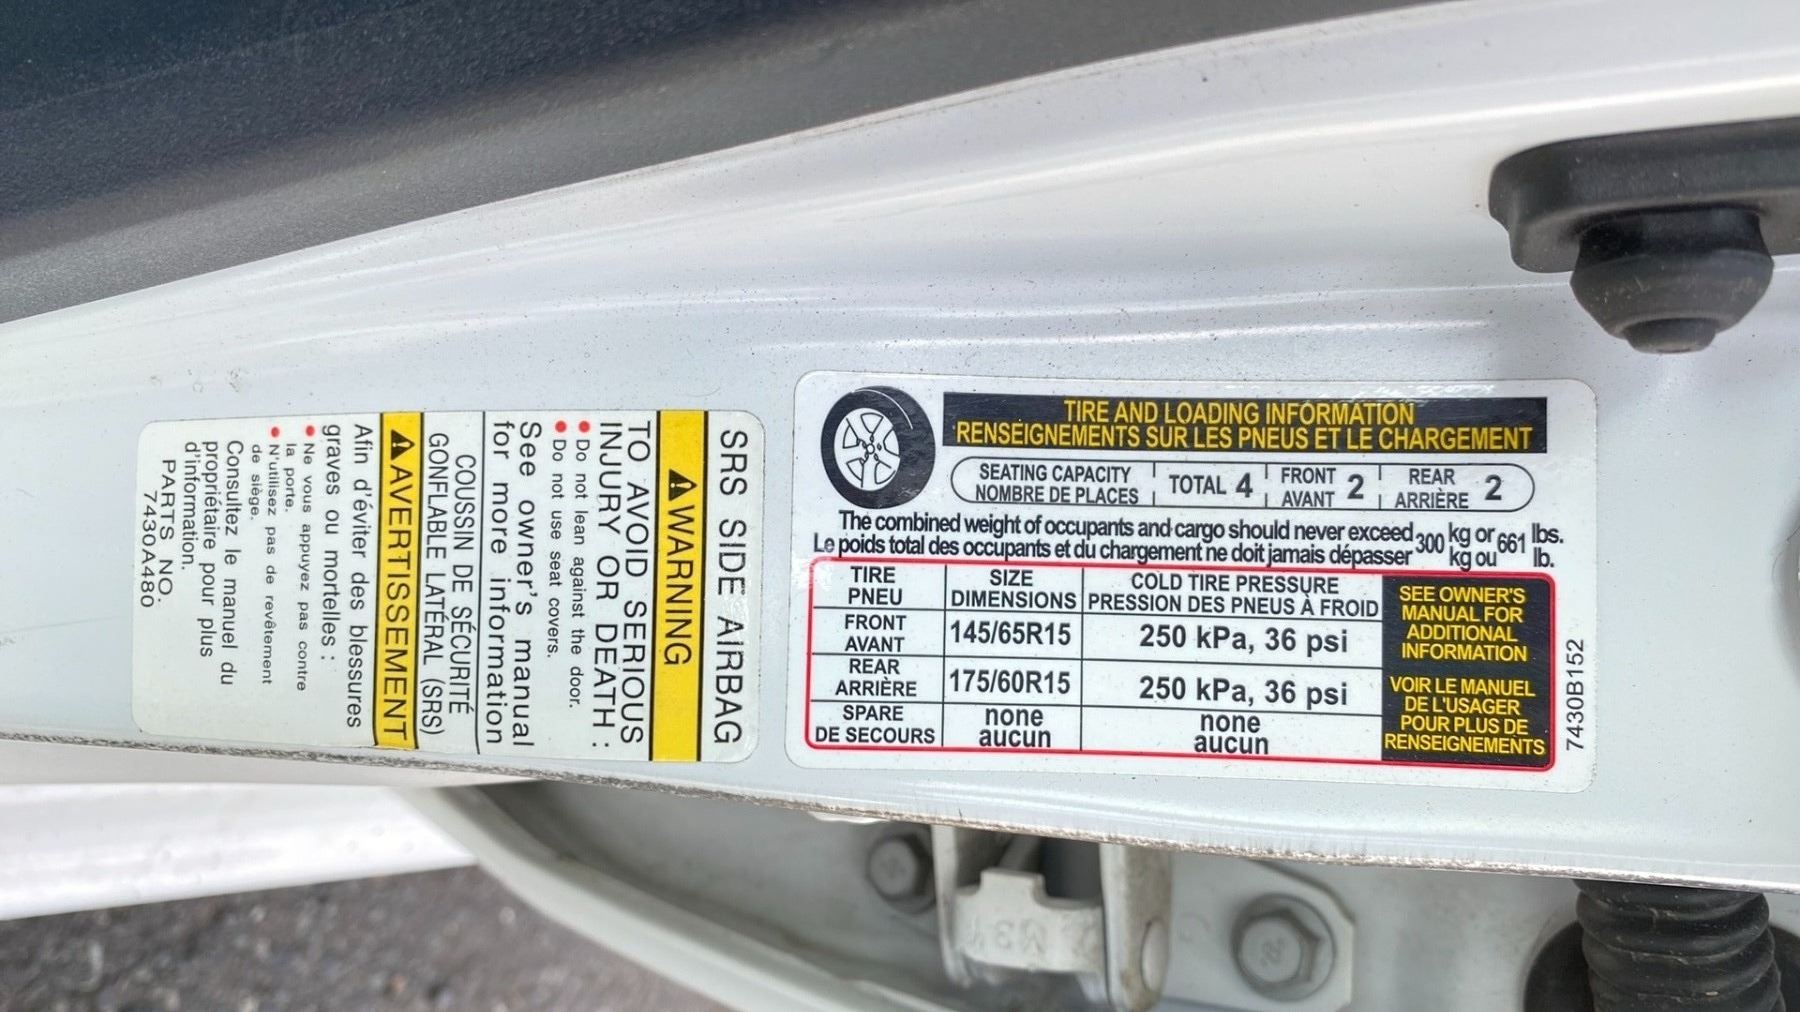 SRS SIDE AIRBAG
WARNING
TO AVOID SERIOUS
INJURY OR DEATH :
● Do not lean against the door.
● Do not use seat covers.
See owner's manual
for more information
COUSSIN DE SÉCURITÉ
GONFLABLE LATÉRAL (SRS)
AVERTISSEMENT
Afin d'éviter des blessures
graves ou mortelles :
● Ne vous appuyez pas contre
la porte.
● N'utilisez pas de revêtement
de siège.
Consultez le manuel du
propriétaire pour plus
d'information.
PARTS NO.
7430A480
TIRE AND LOADING INFORMATION
RENSEIGNEMENTS SUR LES PNEUS ET LE CHARGEMENT
SEATING CAPACITY
NOMBRE DE PLACES
TOTAL 4
FRONT
AVANT
2
REAR
ARRIÈRE
2
The combined weight of occupants and cargo should never exceed 300 kg or 661 lbs.
Le poids total des occupants et du chargement ne doit jamais dépasser kg ou lb.
TIRE
PNEU
SIZE
DIMENSIONS
COLD TIRE PRESSURE
PRESSION DES PNEUS À FROID
FRONT
AVANT
145/65R15
250 kPa, 36 psi
REAR
ARRIÈRE
175/60R15
250 kPa, 36 psi
SPARE
DE SECOURS
none
aucun
none
aucun
SEE OWNER'S
MANUAL FOR
ADDITIONAL
INFORMATION
VOIR LE MANUEL
DE L'USAGER
POUR PLUS DE
RENSEIGNEMENTS
7430B152